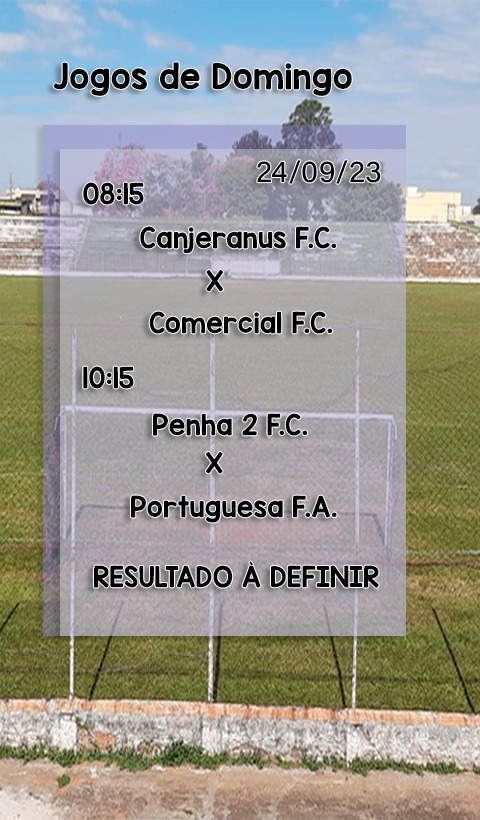 Jogos de Domingo
24/09/23
08:15
Canjeranus F.C.
X
Comercial F.C.
10:15
Penha 2 F.C.
X
Portuguesa F.A.
RESULTADO À DEFINIR